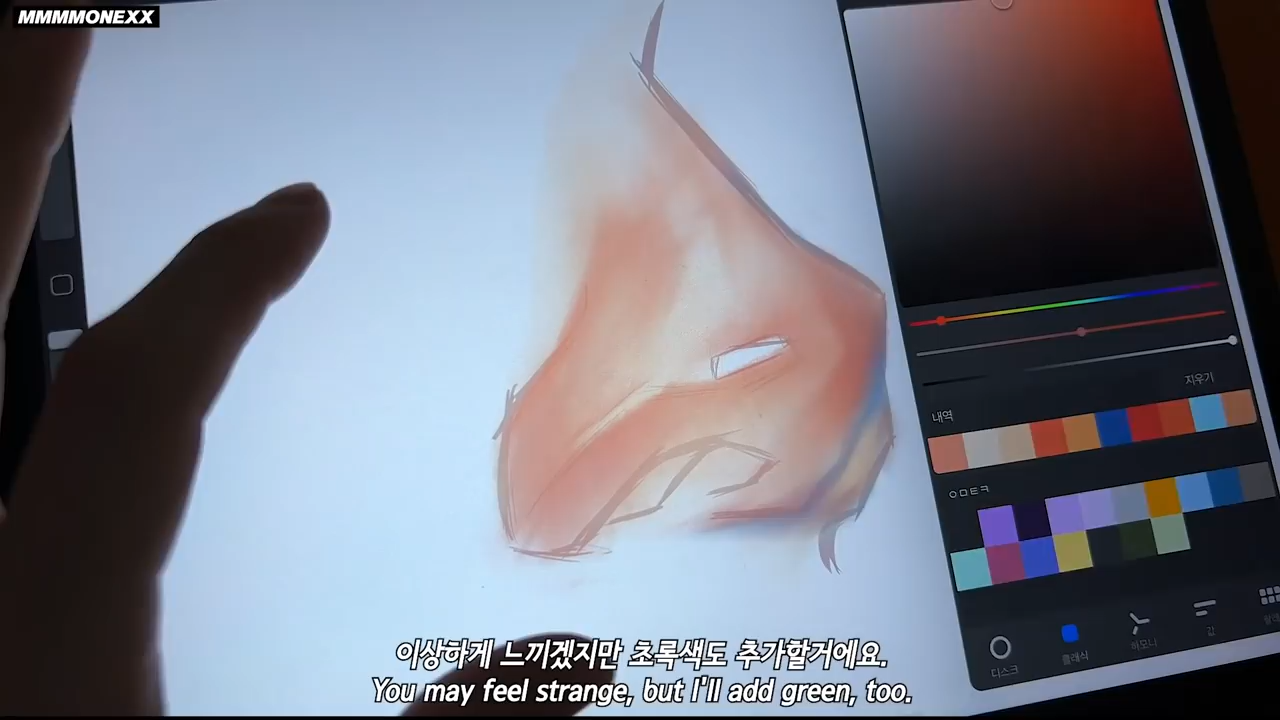 MMMMONEXX
지우기
내역
ㅇㅁㅌㅋ
디스크
클래식
하모니
값
이상하게 느끼겠지만 초록색도 추가할거에요.
You may feel strange, but I'll add green, too.